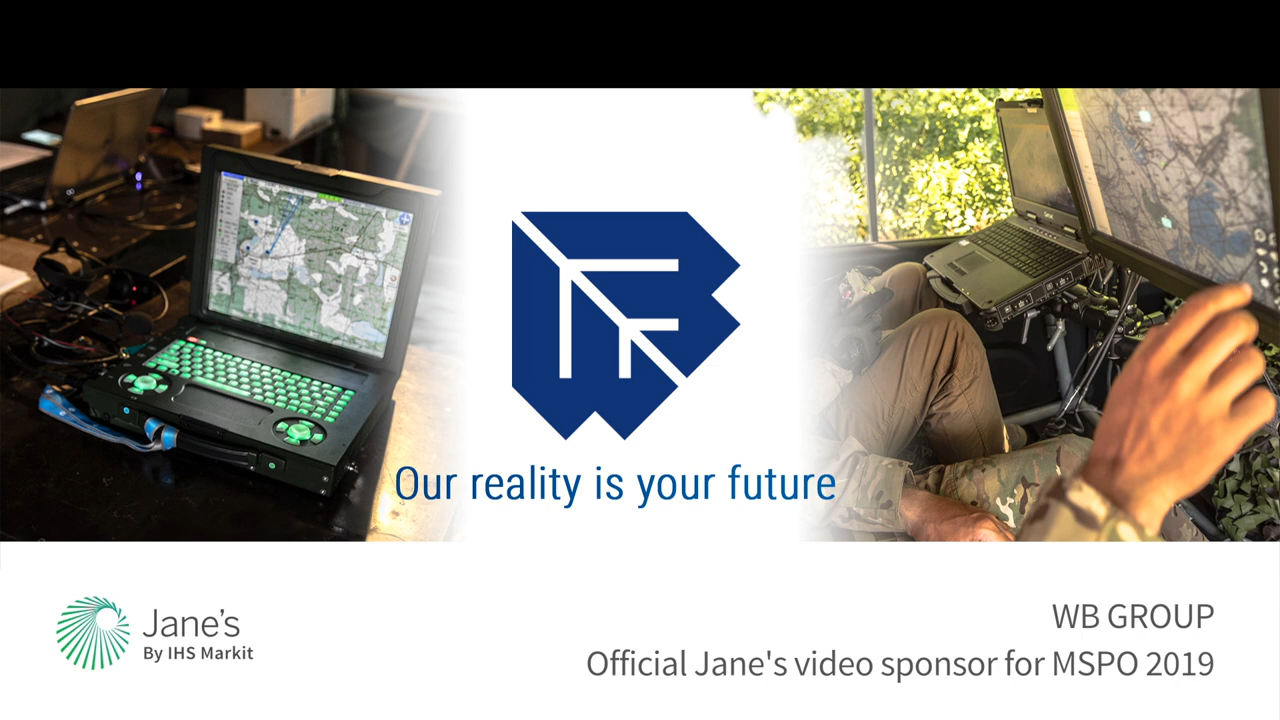 Our reality is your future
Jane's
By IHS Markit
WB GROUP
Official Jane's video sponsor for MSPO 2019